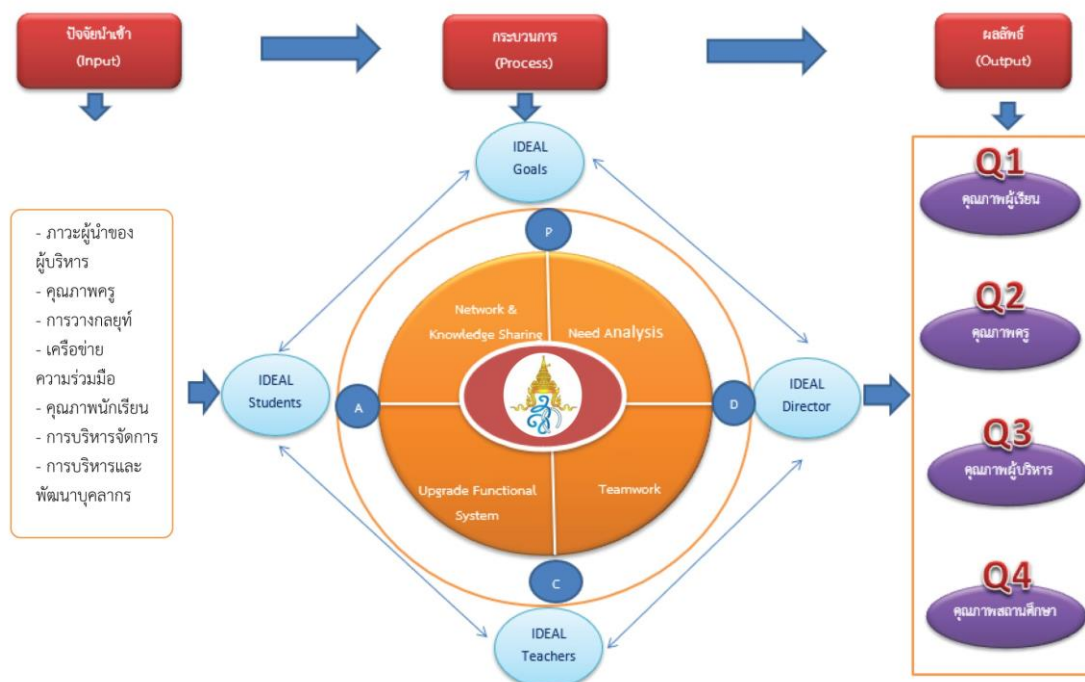 ปัจจัยนำเข้า
(Input)
กระบวนการ
(Process)
ผลลัพธ์
(Output)
- ภาวะผู้นำของ
ผู้บริหาร
- คุณภาพครู
- การวางกลยุท์
- เครือข่าย
ความร่วมมือ
- คุณภาพนักเรียน
- การบริหารจัดการ
- การบริหารและ
พัฒนาบุคลากร
IDEAL
Goals
P
Network &
Knowledge Sharing
Need Analysis
IDEAL
Students
A
D
IDEAL
Director
Upgrade Functional
System
Teamwork
C
IDEAL
Teachers
Q1
คุณภาพผู้เรียน
Q2
คุณภาพครู
Q3
คุณภาพผู้บริหาร
Q4
คุณภาพสถานศึกษา